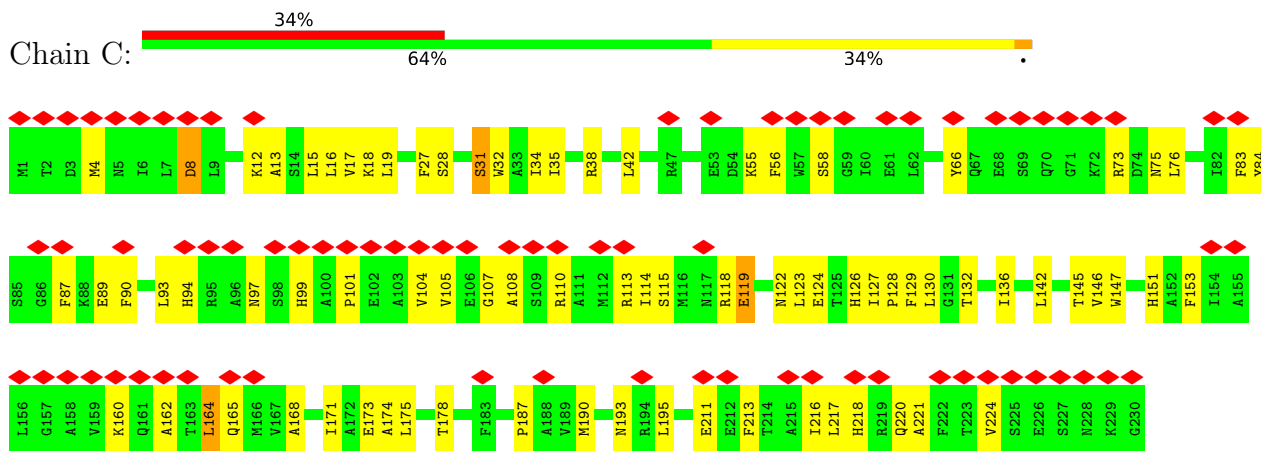 34%
Chain C:
64% 34% •
M1 T2 D3 M4 N5 I6 L7 D8 L9 K12 A13 S14 L15 L16 V17 K18 L19 F27 S28 S31 W32 A33 I34 I35 R38 L42 R47 E53 D54 K55 F56 W57 S58 G59 I60 E61 L62 Y66 Q67 E68 S69 Q70 G71 K72 R73 D74 N75 L76 I82 F83 Y84
S85 G86 F87 K88 E89 F90 L93 H94 R95 A96 N97 S98 H99 A100 P101 E102 A103 V104 V105 E106 G107 A108 S109 R110 A111 M112 R113 I114 S115 M116 N117 R118 E119 N122 L123 E124 T125 H126 I127 P128 F129 L130 G131 T132 I136 L142 T145 V146 W147 H151 A152 F153 I154 A155
L156 G157 A158 V159 K160 Q161 A162 T163 L164 Q165 M166 V167 A168 I171 A172 E173 A174 L175 T178 F183 P187 A188 V189 M190 N193 R194 L195 E211 E212 F213 T214 A215 I216 L217 H218 R219 Q220 A221 F222 T223 V224 S225 E226 S227 N228 K229 G230